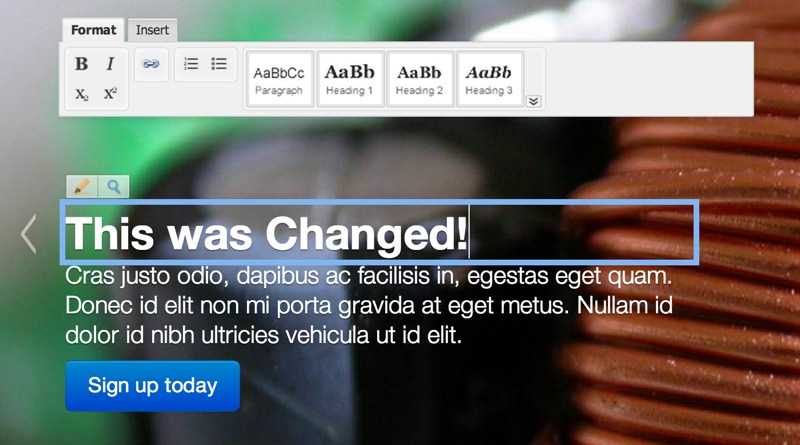 Format Insert
B I
X₂ X²
AaBbCc AaBb AaBb AaBb
Paragraph Heading 1 Heading 2 Heading 3
This was Changed!
Cras justo odio, dapibus ac facilisis in, egestas eget quam.
Donec id elit non mi porta gravida at eget metus. Nullam id
dolor id nibh ultricies vehicula ut id elit.
Sign up today